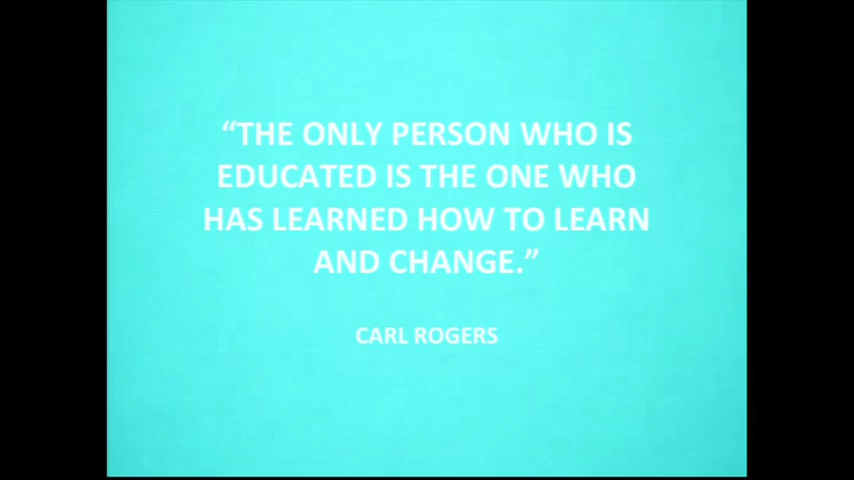 “THE ONLY PERSON WHO IS
EDUCATED IS THE ONE WHO
HAS LEARNED HOW TO LEARN
AND CHANGE.”
CARL ROGERS